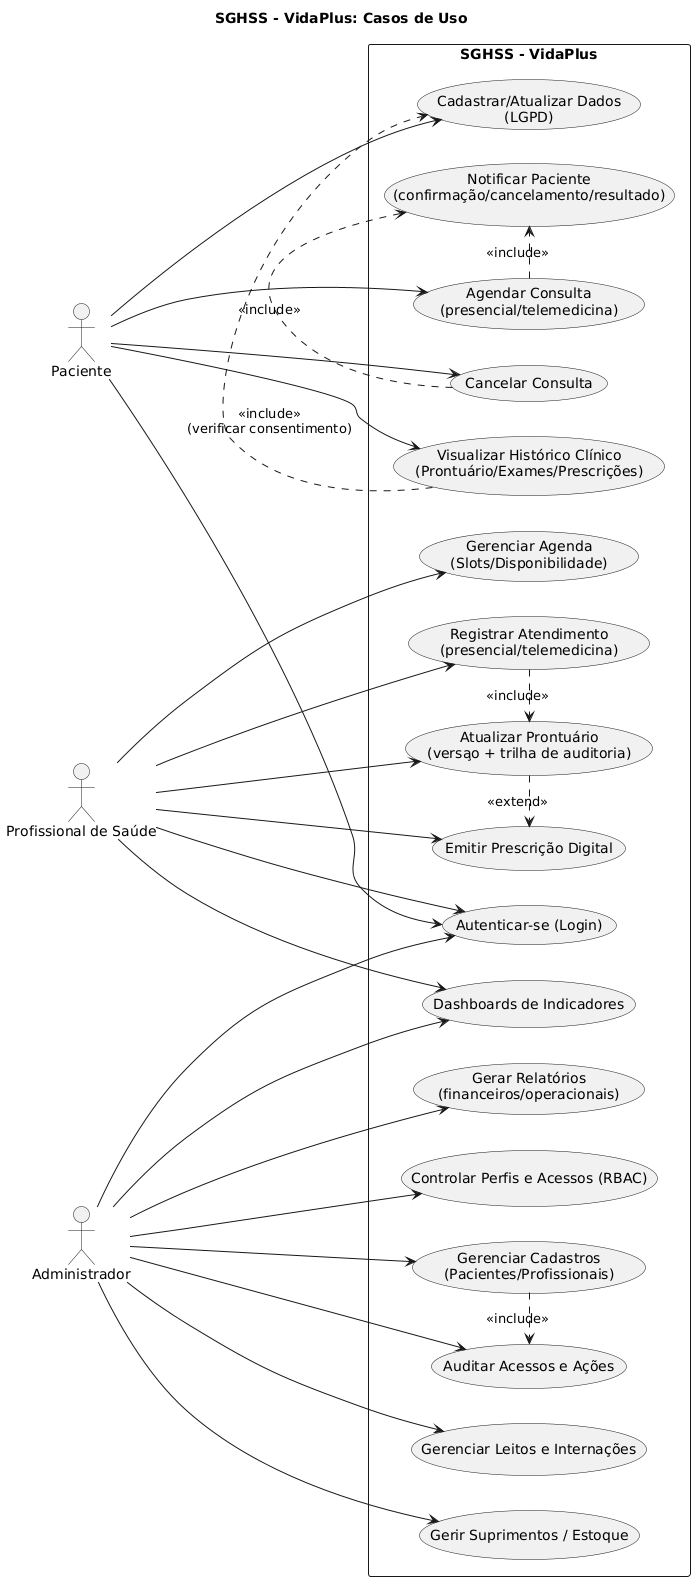 SGHSS - VidaPlus: Casos de Uso
SGHSS - VidaPlus
Cadastrar/Atualizar Dados
(LGPD)
Notificar Paciente
(confirmação/cancelamento/resultado)
«include»
Agendar Consulta
(presencial/telemedicina)
«include»
Paciente
Cancelar Consulta
«include»
(verificar consentimento)
Visualizar Histórico Clínico
(Prontuário/Exames/Prescrições)
Gerenciar Agenda
(Slots/Disponibilidade)
Registrar Atendimento
(presencial/telemedicina)
«include»
Atualizar Prontuário
(versąo + trilha de auditoria)
«extend»
Profissional de Saúde
Emitir Prescrição Digital
Autenticar-se (Login)
Dashboards de Indicadores
Gerar Relatórios
(financeiros/operacionais)
Controlar Perfis e Acessos (RBAC)
Administrador
Gerenciar Cadastros
(Pacientes/Profissionais)
«include»
Auditar Acessos e Ações
Gerenciar Leitos e Internações
Gerir Suprimentos / Estoque